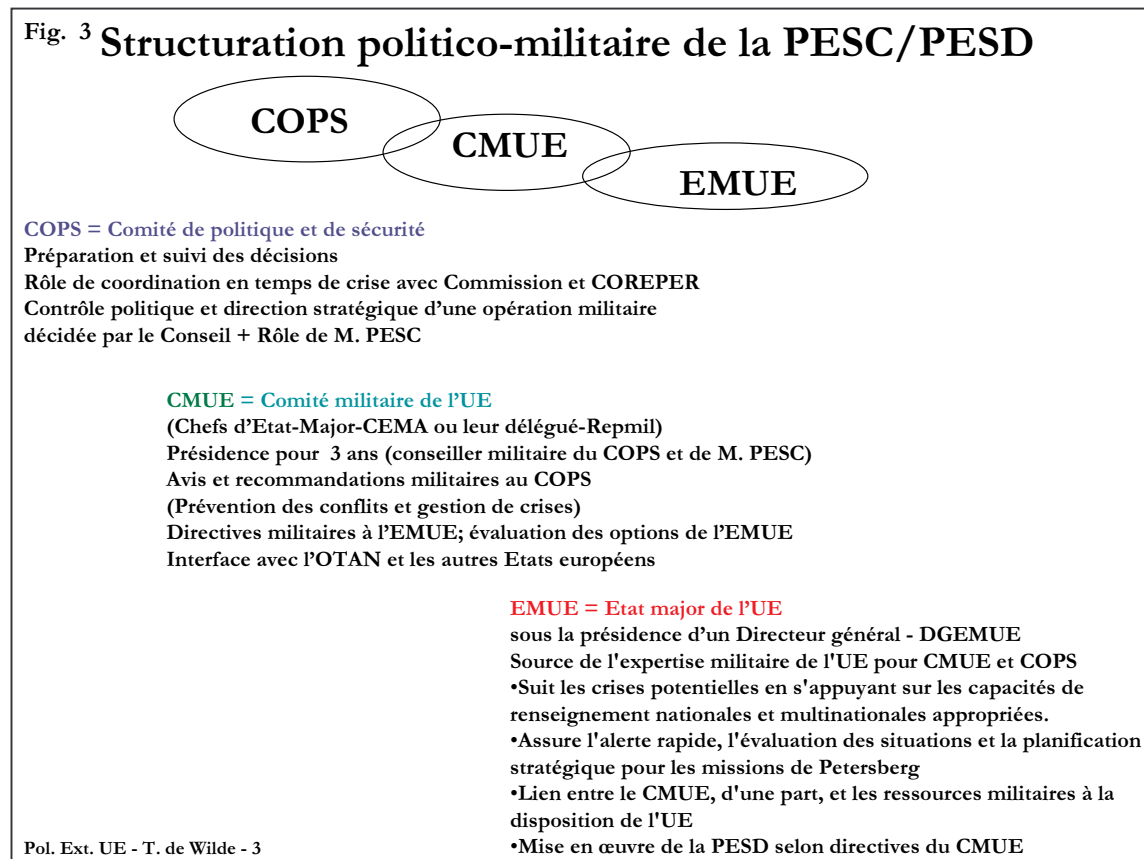 Fig. 3 Structuration politico-militaire de la PESC/PESD
COPS
CMUE
EMUE
COPS = Comité de politique et de sécurité
Préparation et suivi des décisions
Rôle de coordination en temps de crise avec Commission et COREPER
Contrôle politique et direction stratégique d’une opération militaire
décidée par le Conseil + Rôle de M. PESC
CMUE = Comité militaire de l’UE
(Chefs d’Etat-Major-CEMA ou leur délégué-Repmil)
Présidence pour 3 ans (conseiller militaire du COPS et de M. PESC)
Avis et recommandations militaires au COPS
(Prévention des conflits et gestion de crises)
Directives militaires à l’EMUE; évaluation des options de l’EMUE
Interface avec l’OTAN et les autres Etats européens
EMUE = Etat major de l’UE
sous la présidence d’un Directeur général - DGEMUE
Source de l'expertise militaire de l'UE pour CMUE et COPS
•Suit les crises potentielles en s'appuyant sur les capacités de
renseignement nationales et multinationales appropriées.
•Assure l'alerte rapide, l'évaluation des situations et la planification
stratégique pour les missions de Petersberg
•Lien entre le CMUE, d'une part, et les ressources militaires à la
disposition de l'UE
•Mise en œuvre de la PESD selon directives du CMUE
Pol. Ext. UE - T. de Wilde - 3